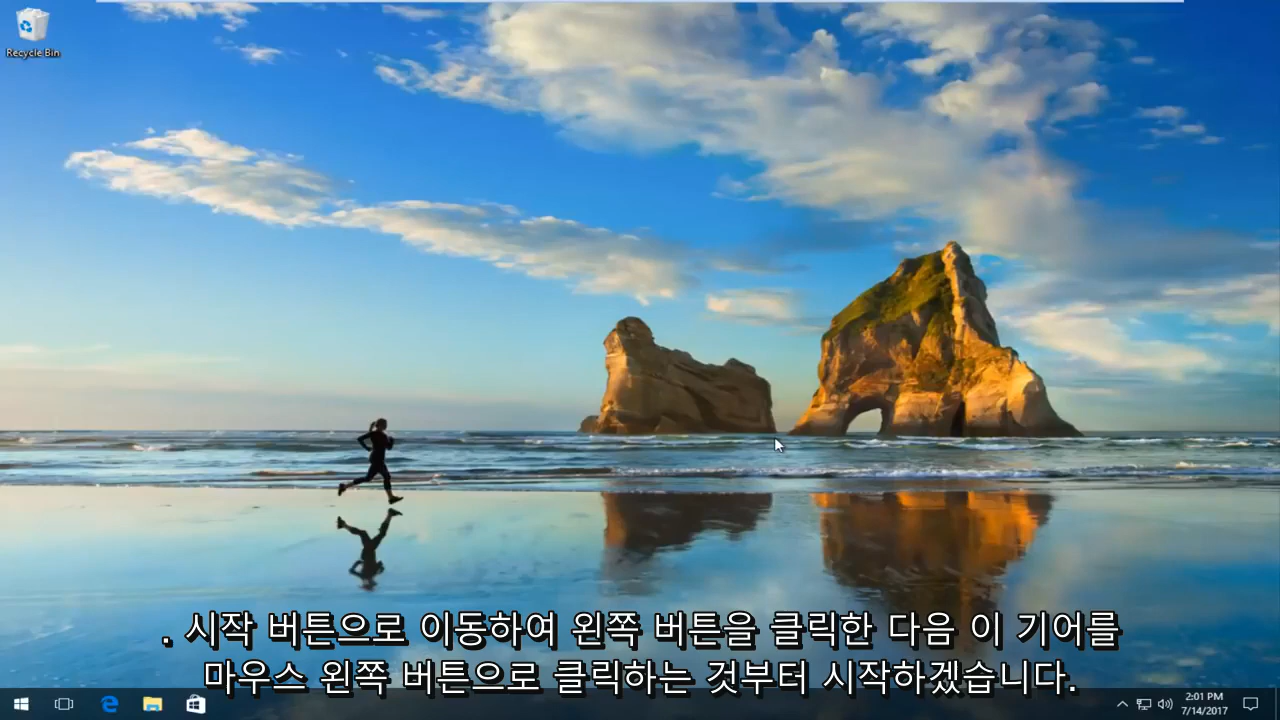 Recycle Bin
. 시작 버튼으로 이동하여 왼쪽 버튼을 클릭한 다음 이 기어를
마우스 왼쪽 버튼으로 클릭하는 것부터 시작하겠습니다.
2:01 PM
7/14/2017